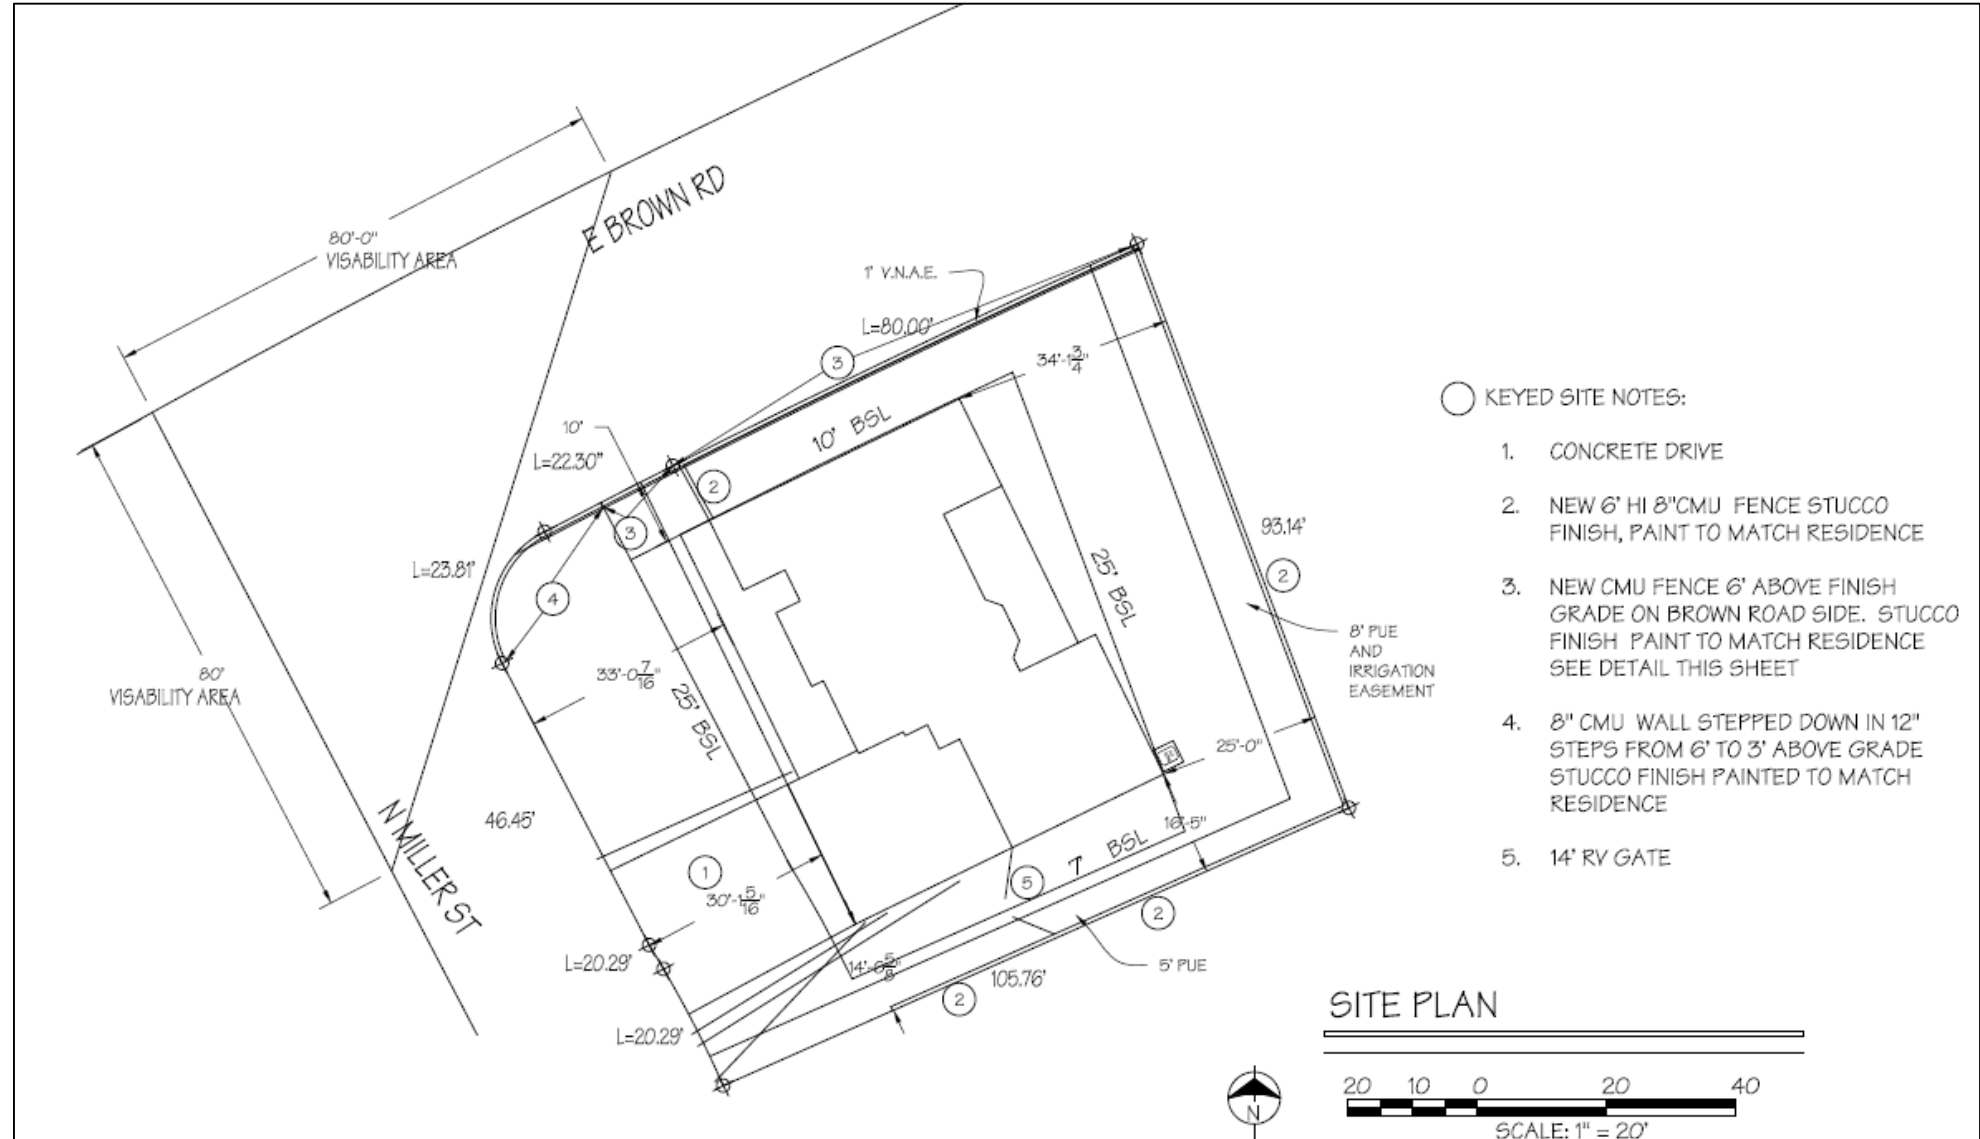 80'-0"
VISABILITY AREA
E BROWN RD
1' V.N.A.E.
L=80.00'
3
34'-1 3/4"
10' BSL
10'
L=22.30"
2
3
L=23.81'
4
93.14'
2
25' BSL
8' PUE
AND
IRRIGATION
EASEMENT
33'-0 7/16"
25' BSL
80'
VISABILITY AREA
25'-0"
46.45'
N MILLER ST
16'-5"
7' BSL
1
30'-1 5/16"
5
2
L=20.29'
14'-6 5/8"
105.76'
5' PUE
2
L=20.29'
KEYED SITE NOTES:
1. CONCRETE DRIVE
2. NEW 6' HI 8"CMU FENCE STUCCO
FINISH, PAINT TO MATCH RESIDENCE
3. NEW CMU FENCE 6' ABOVE FINISH
GRADE ON BROWN ROAD SIDE. STUCCO
FINISH PAINT TO MATCH RESIDENCE
SEE DETAIL THIS SHEET
4. 8" CMU WALL STEPPED DOWN IN 12"
STEPS FROM 6' TO 3' ABOVE GRADE
STUCCO FINISH PAINTED TO MATCH
RESIDENCE
5. 14' RV GATE
SITE PLAN
N
20 10 0 20 40
SCALE: 1" = 20'